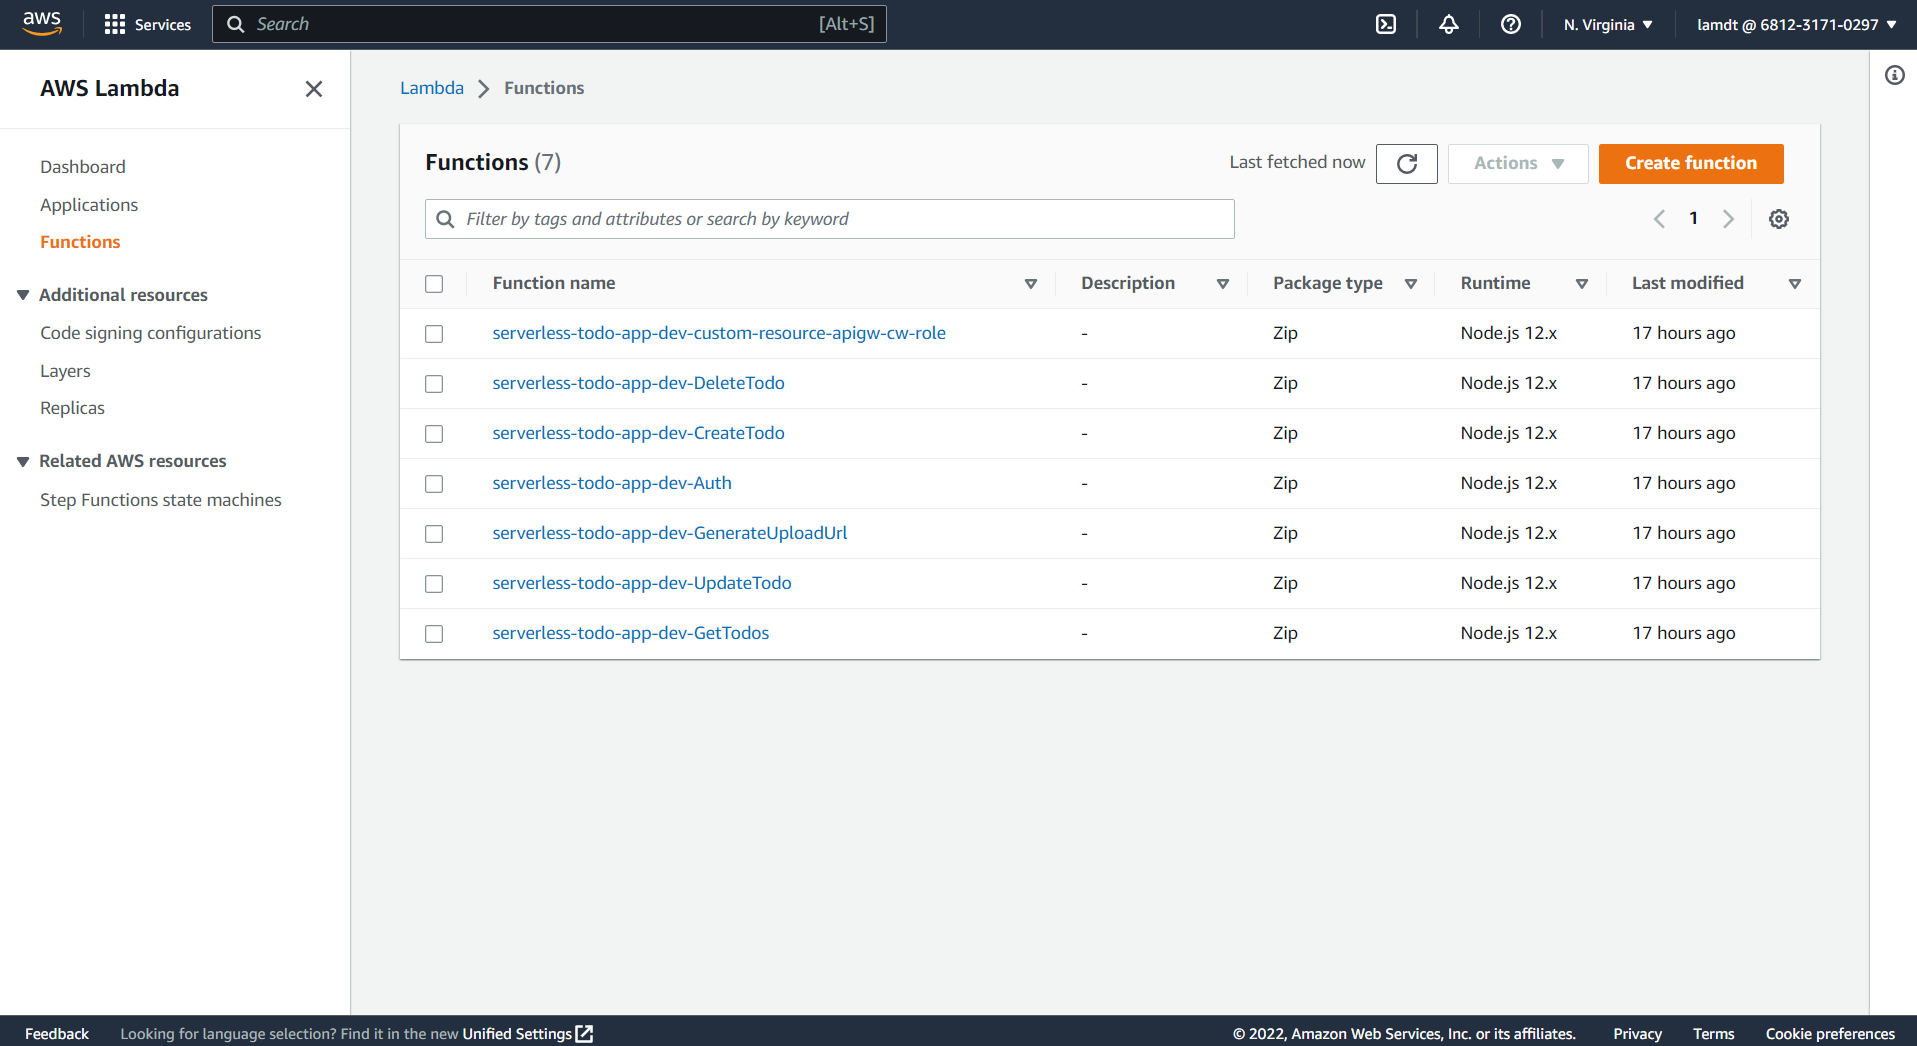 aws Services Search [Alt+S] N. Virginia lamdt @ 6812-3171-0297
AWS Lambda
Dashboard
Applications
Functions
Additional resources
Code signing configurations
Layers
Replicas
Related AWS resources
Step Functions state machines
Lambda Functions
Functions (7) Last fetched now Actions Create function
Filter by tags and attributes or search by keyword 1
Function name Description Package type Runtime Last modified
serverless-todo-app-dev-custom-resource-apigw-cw-role - Zip Node.js 12.x 17 hours ago
serverless-todo-app-dev-DeleteTodo - Zip Node.js 12.x 17 hours ago
serverless-todo-app-dev-CreateTodo - Zip Node.js 12.x 17 hours ago
serverless-todo-app-dev-Auth - Zip Node.js 12.x 17 hours ago
serverless-todo-app-dev-GenerateUploadUrl - Zip Node.js 12.x 17 hours ago
serverless-todo-app-dev-UpdateTodo - Zip Node.js 12.x 17 hours ago
serverless-todo-app-dev-GetTodos - Zip Node.js 12.x 17 hours ago
Feedback Looking for language selection? Find it in the new Unified Settings © 2022, Amazon Web Services, Inc. or its affiliates. Privacy Terms Cookie preferences